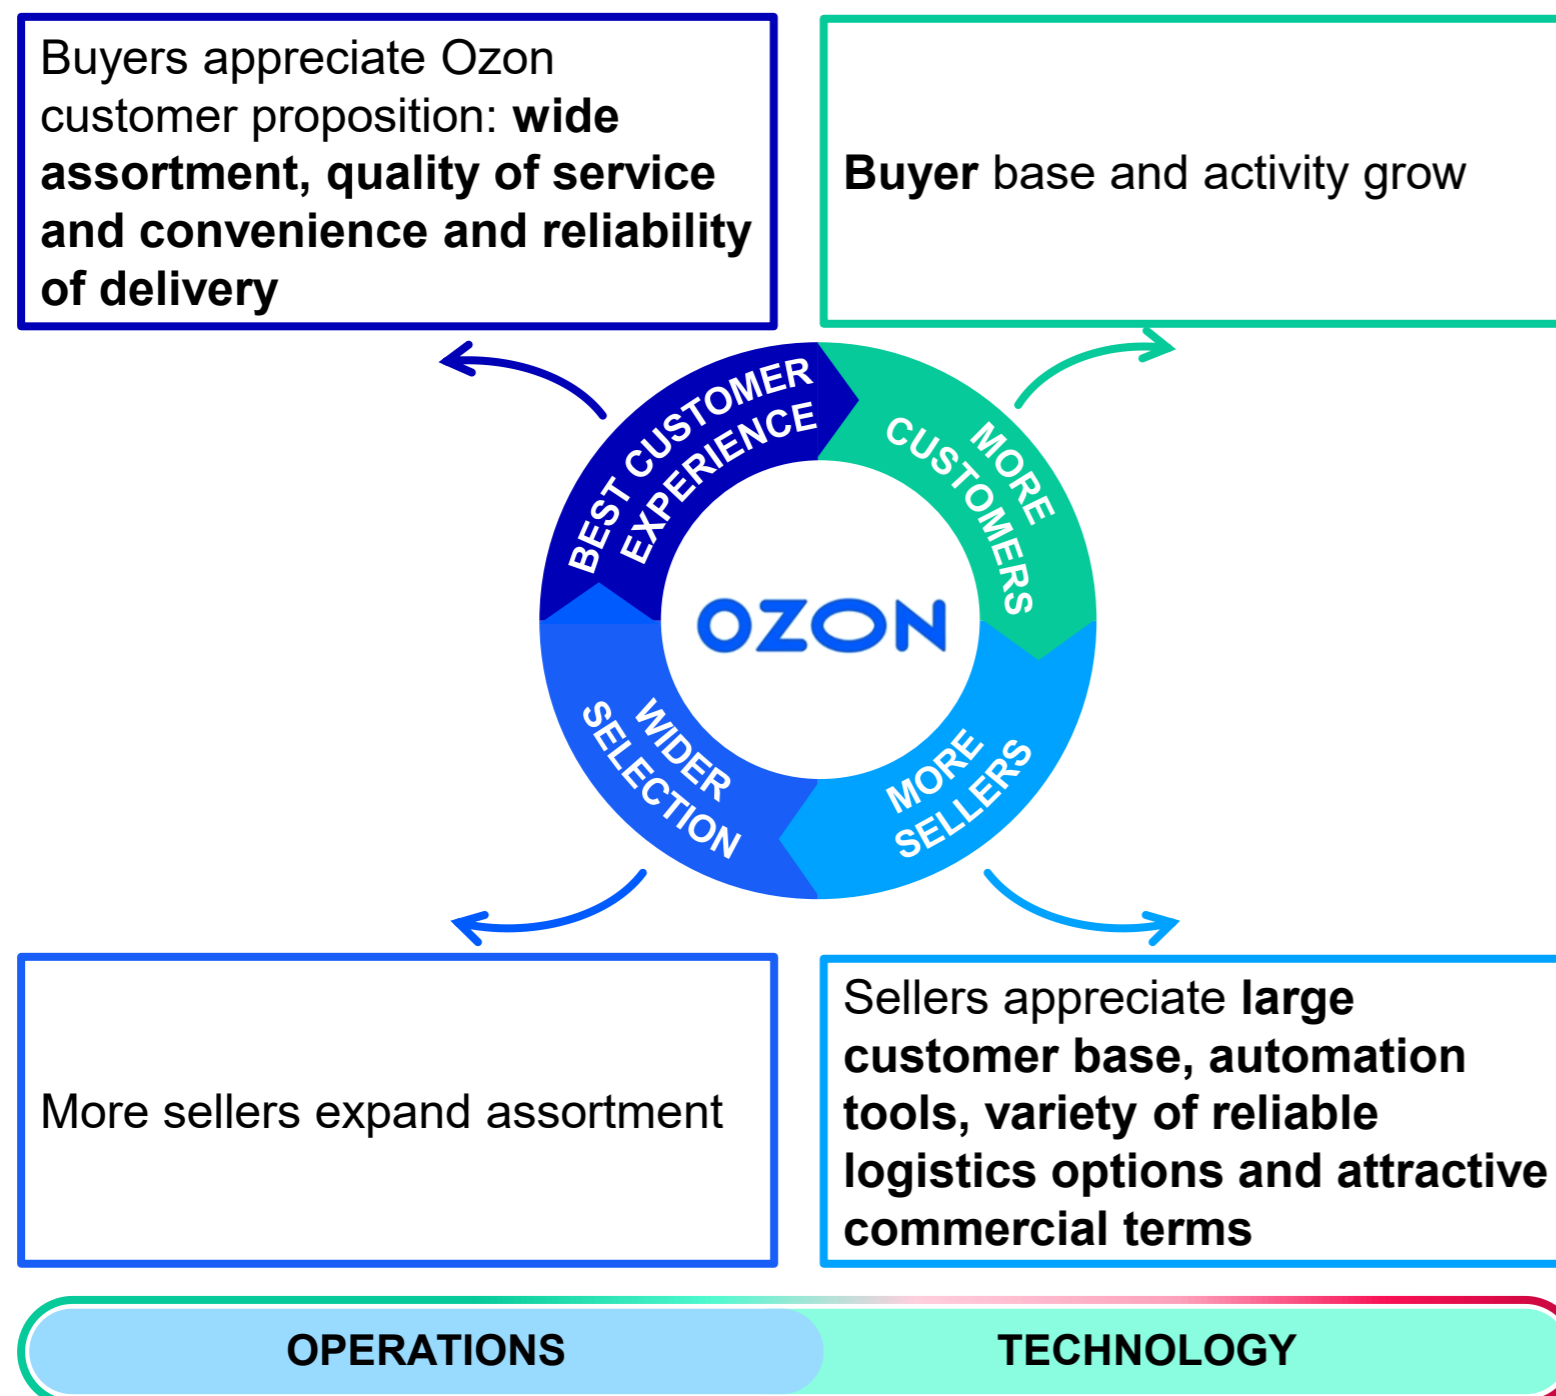 Buyers appreciate Ozon
customer proposition: wide
assortment, quality of service
and convenience and reliability
of delivery
Buyer base and activity grow
BEST CUSTOMER
EXPERIENCE
MORE
CUSTOMERS
OZON
WIDER
SELECTION
MORE
SELLERS
More sellers expand assortment
Sellers appreciate large
customer base, automation
tools, variety of reliable
logistics options and attractive
commercial terms
OPERATIONS
TECHNOLOGY